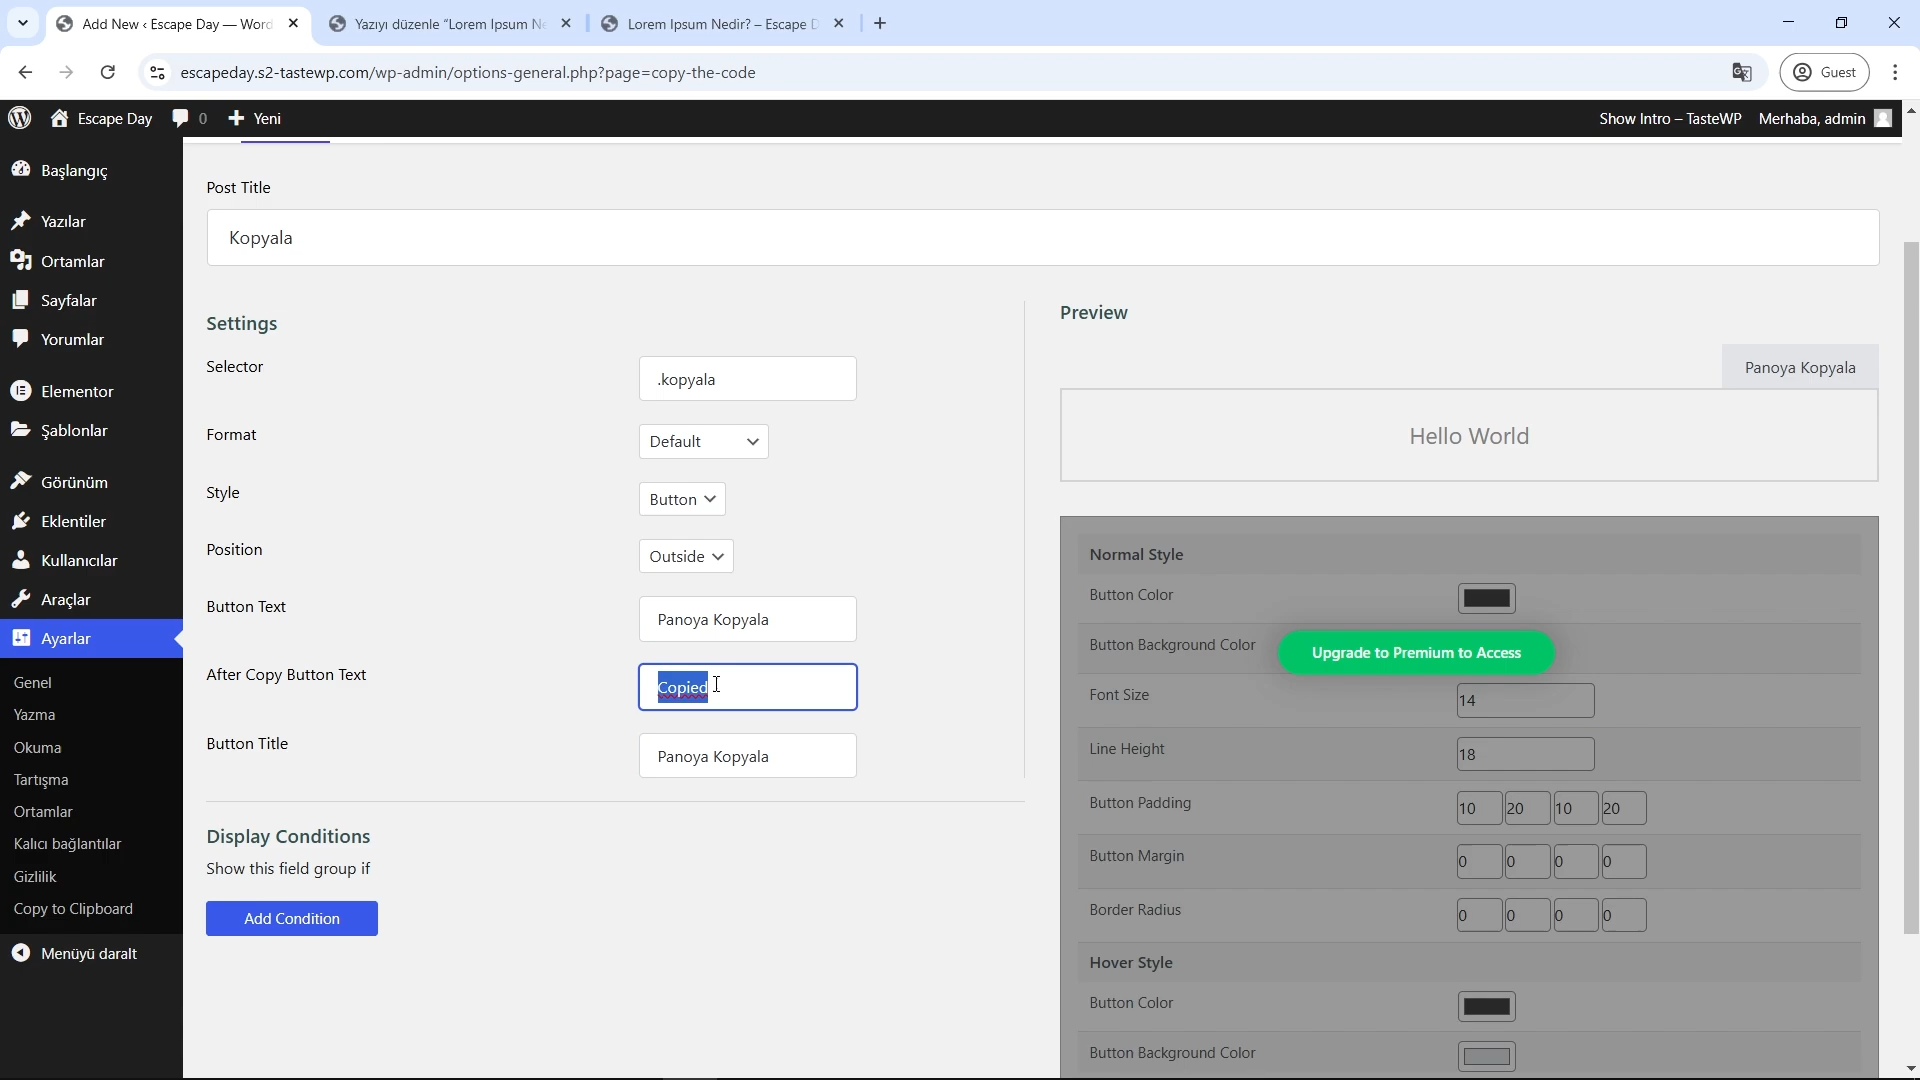 Add New ‹ Escape Day — Word
Yazıyı düzenle “Lorem Ipsum Ne
Lorem Ipsum Nedir? – Escape D
escapeday.s2-tastewp.com/wp-admin/options-general.php?page=copy-the-code
Guest
Escape Day
0
Yeni
Show Intro – TasteWP
Merhaba, admin
Başlangıç
Yazılar
Ortamlar
Sayfalar
Yorumlar
Elementor
Şablonlar
Görünüm
Eklentiler
Kullanıcılar
Araçlar
Ayarlar
Genel
Yazma
Okuma
Tartışma
Ortamlar
Kalıcı bağlantılar
Gizlilik
Copy to Clipboard
Menüyü daralt
Post Title
Kopyala
Settings
Selector
.kopyala
Format
Default
Style
Button
Position
Outside
Button Text
Panoya Kopyala
After Copy Button Text
Copied
Button Title
Panoya Kopyala
Display Conditions
Show this field group if
Add Condition
Preview
Panoya Kopyala
Hello World
Normal Style
Button Color
Button Background Color
Upgrade to Premium to Access
Font Size
14
Line Height
18
Button Padding
10 20 10 20
Button Margin
0 0 0 0
Border Radius
0 0 0 0
Hover Style
Button Color
Button Background Color